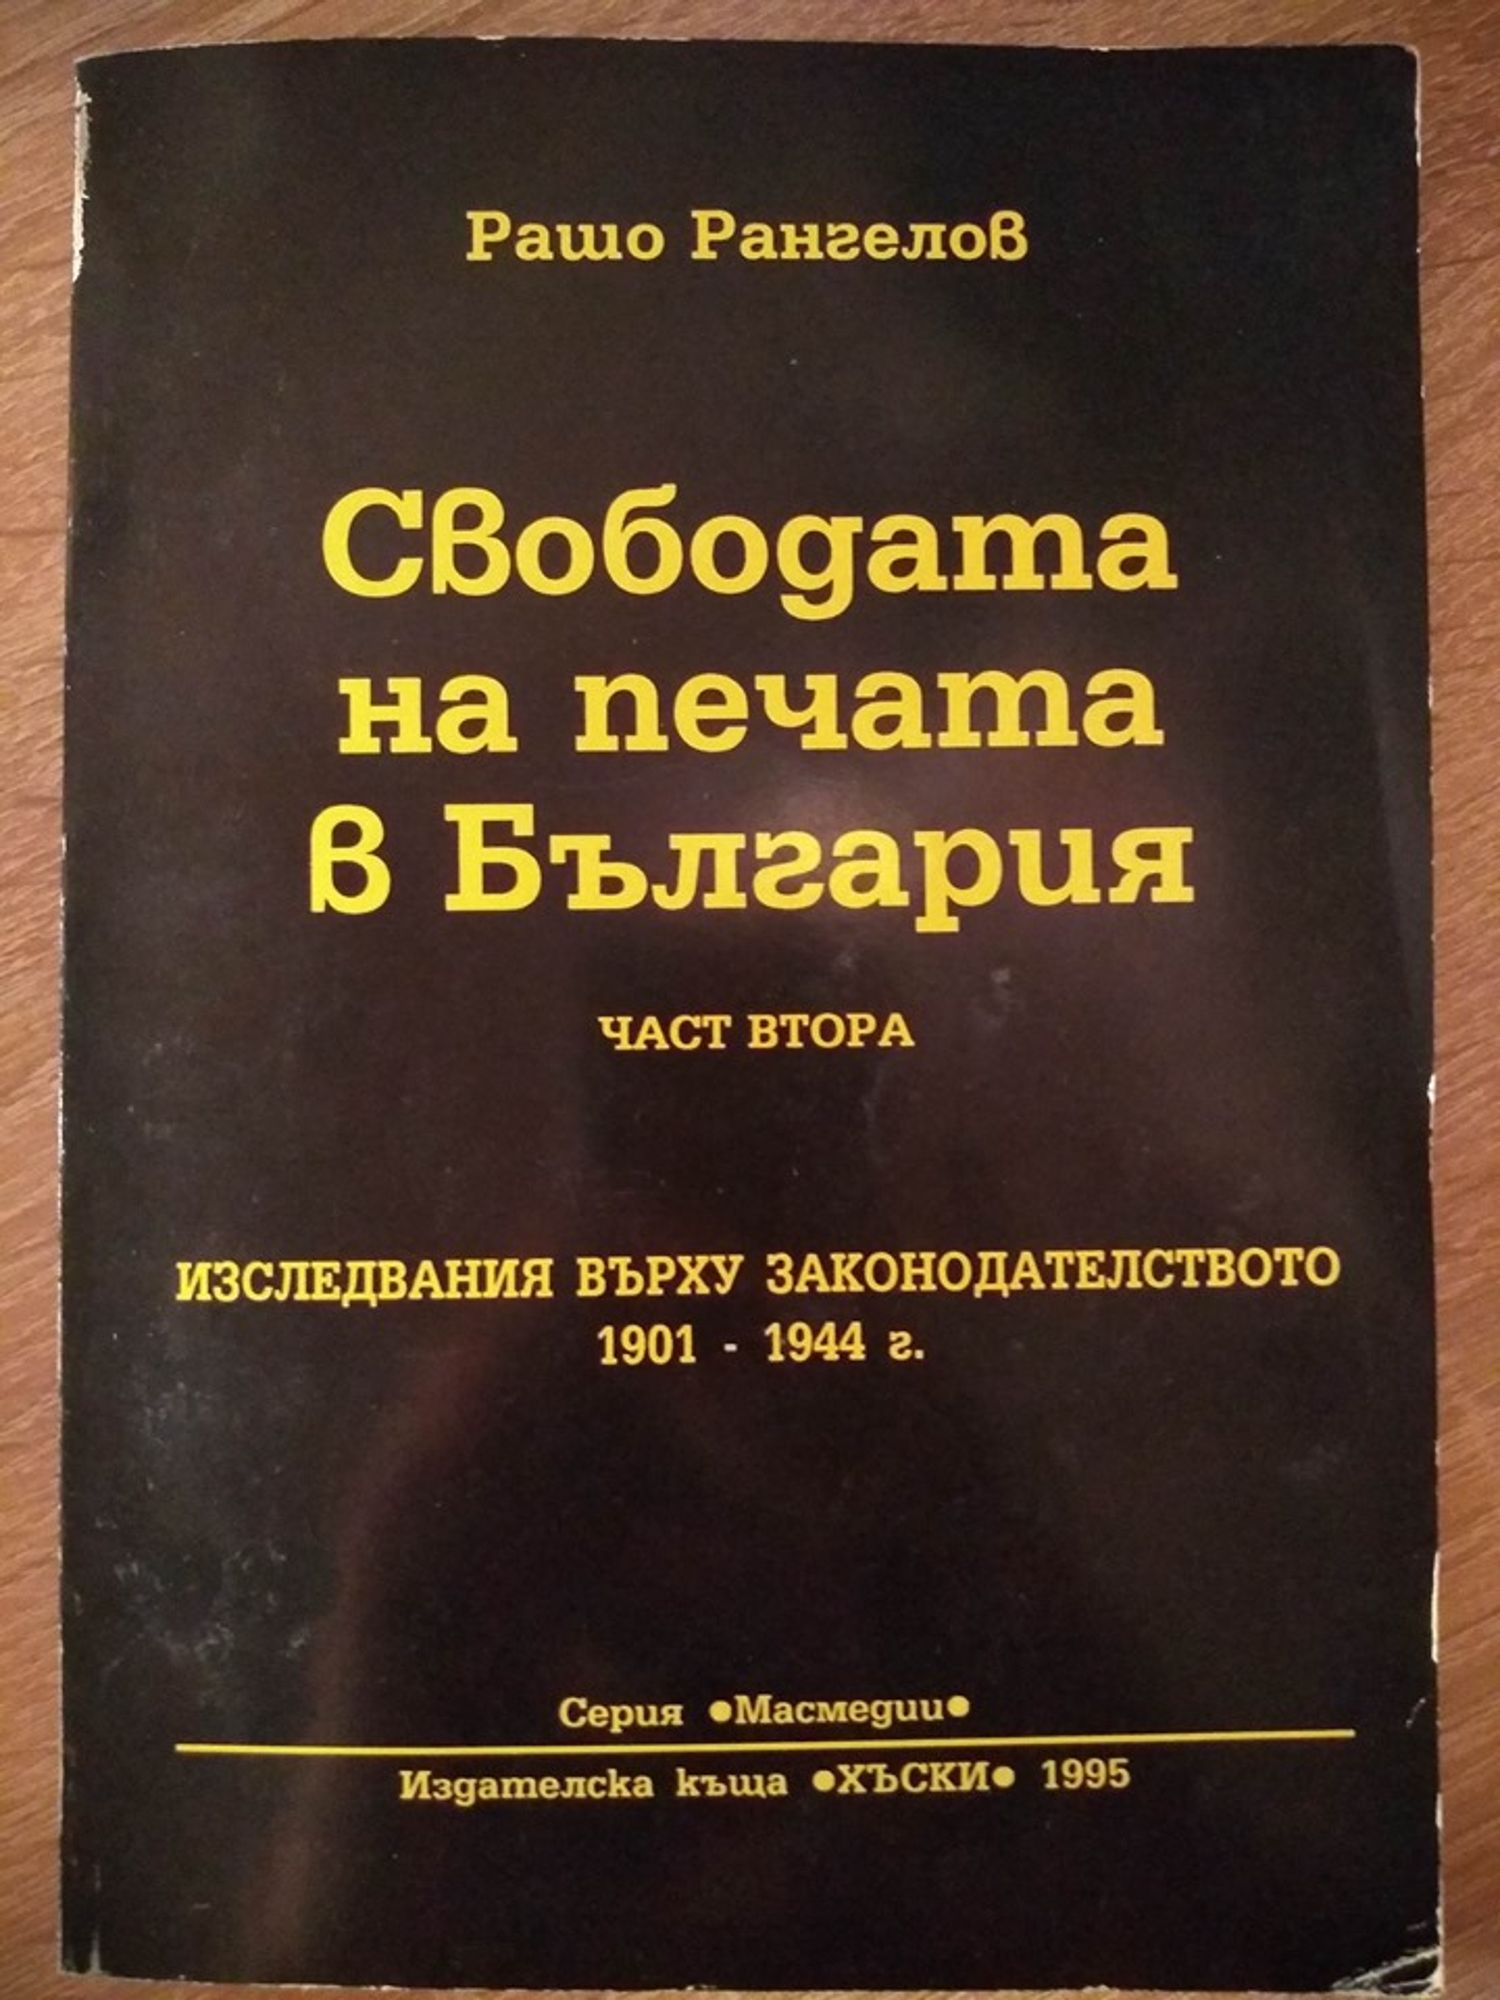 Рашо Рангелов
Свободата
на печата
в България
ЧАСТ ВТОРА
ИЗСЛЕДВАНИЯ ВЪРХУ ЗАКОНОДАТЕЛСТВОТО
1901 - 1944 г.
Серия •Масмедии•
Издателска къща •ХЪСКИ• 1995